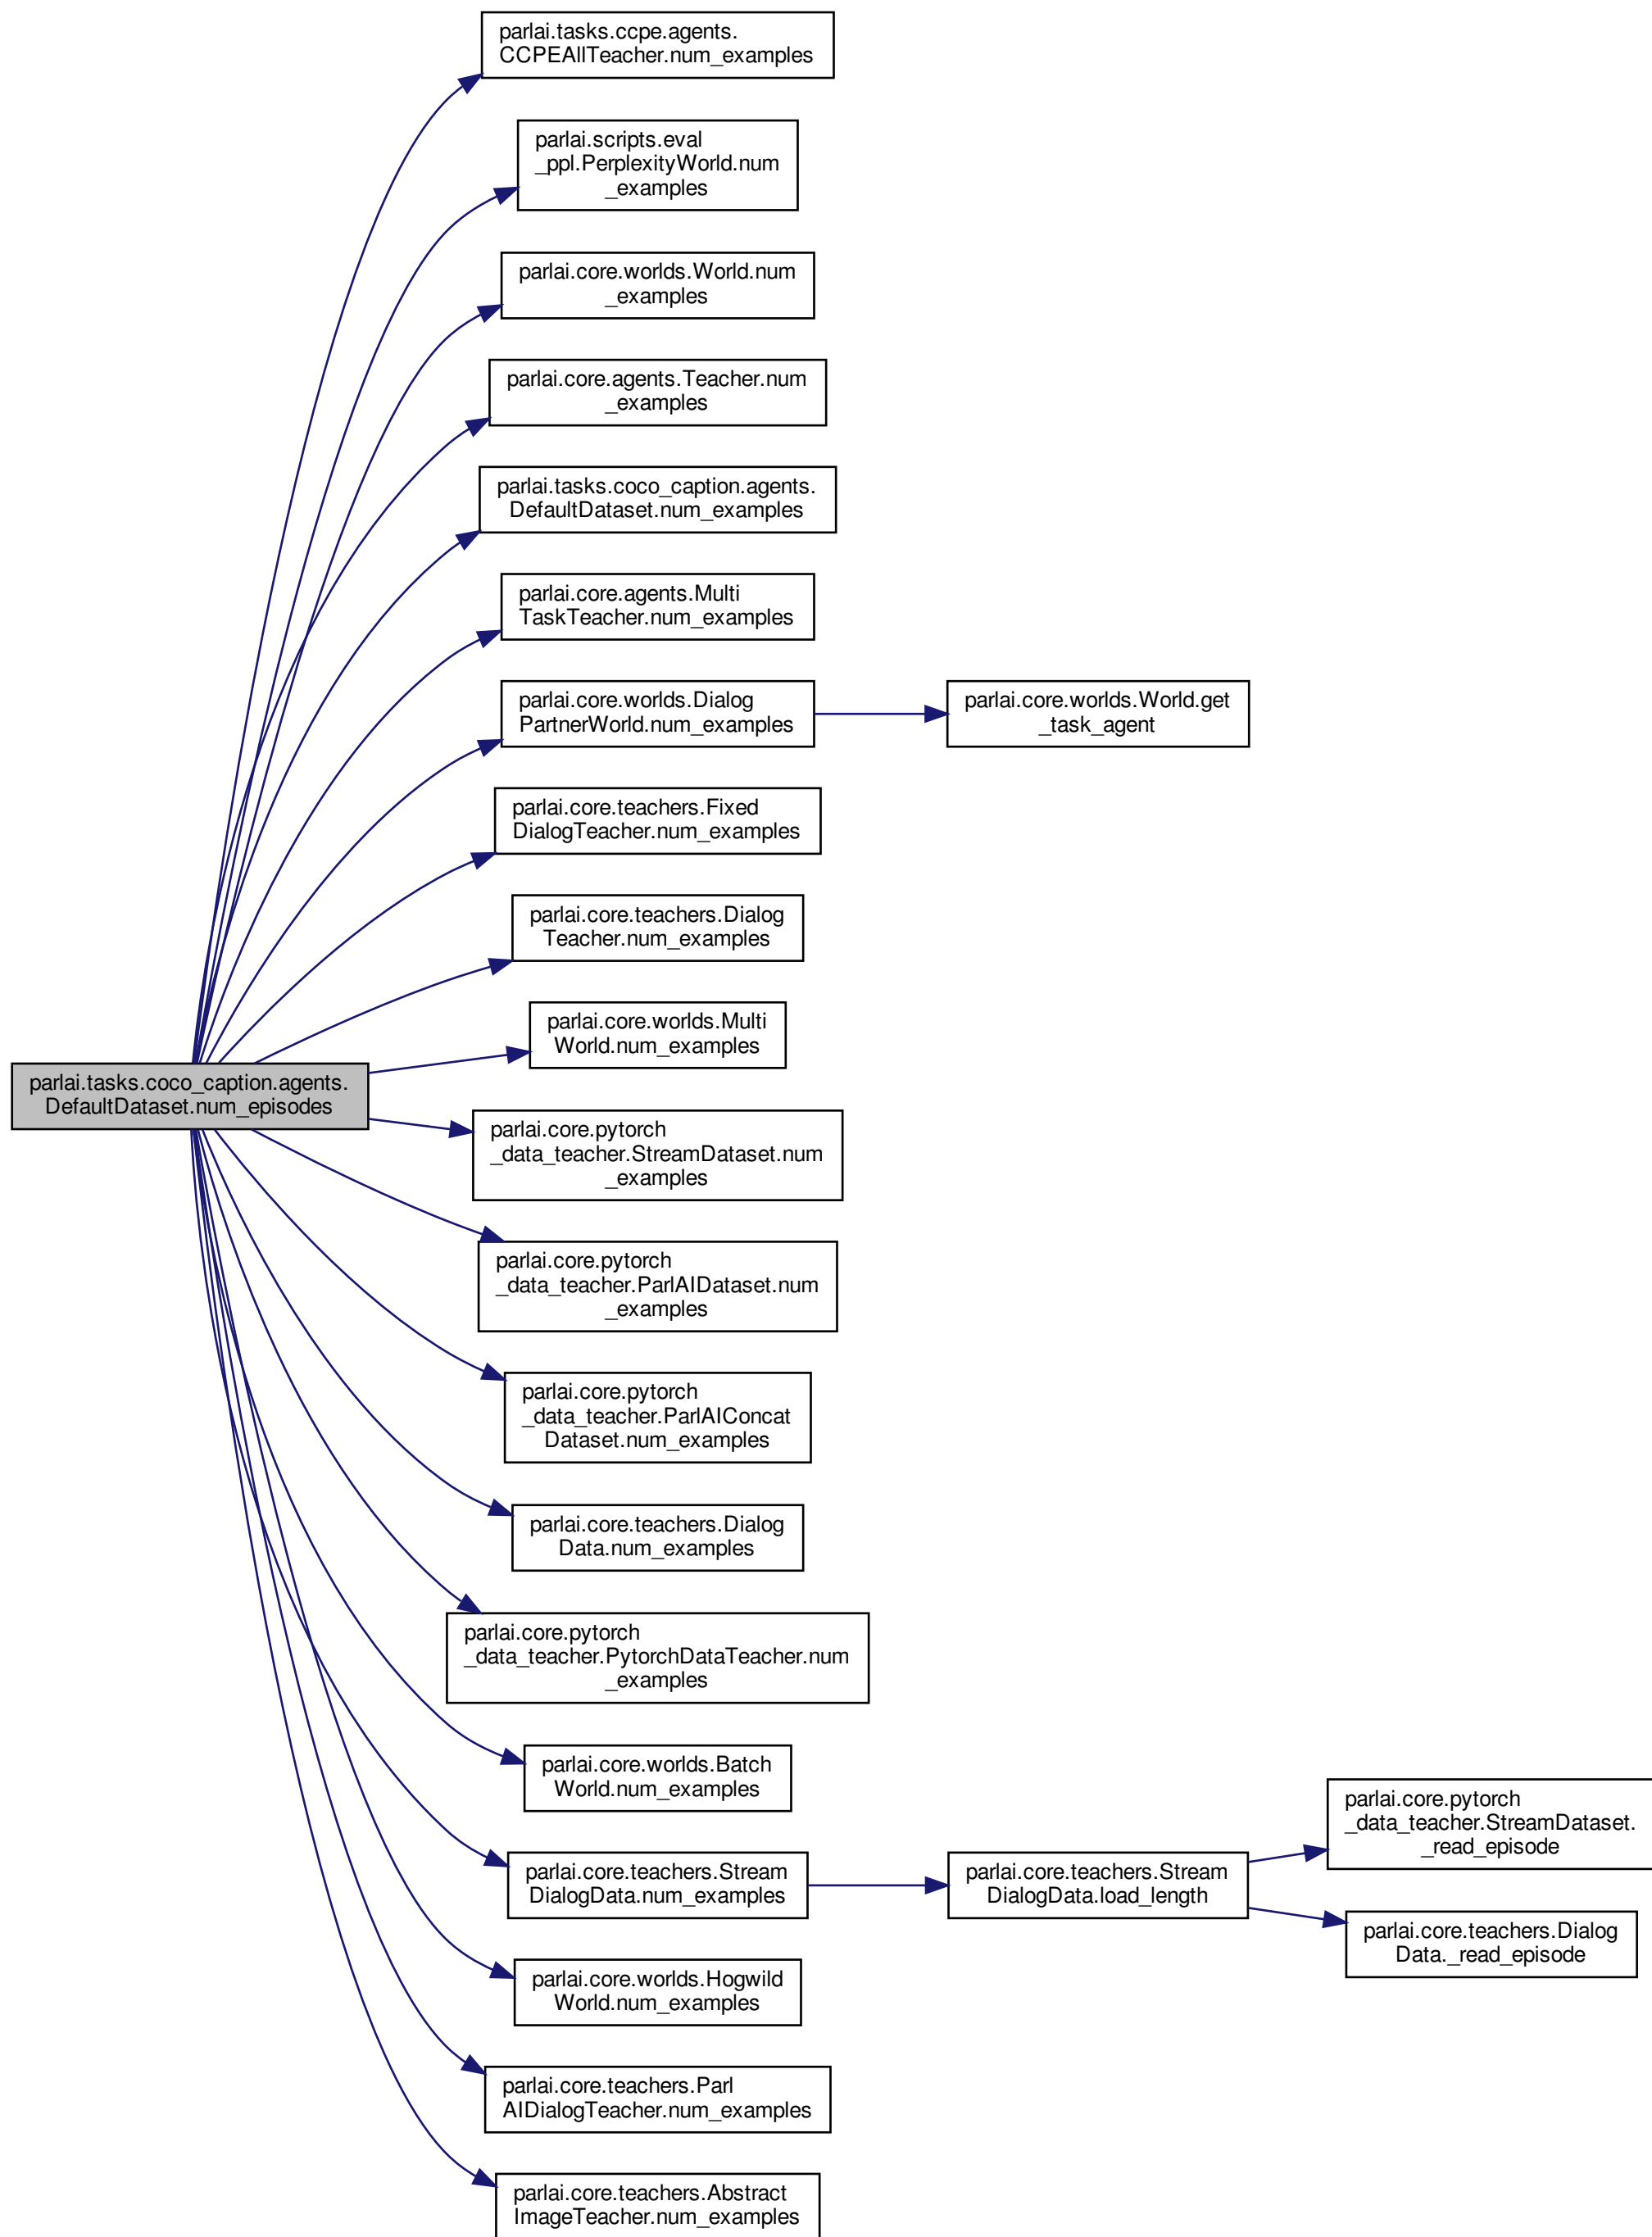 parlai.tasks.ccpe.agents.
CCPEAllTeacher.num_examples
parlai.scripts.eval
_ppl.PerplexityWorld.num
_examples
parlai.core.worlds.World.num
_examples
parlai.core.agents.Teacher.num
_examples
parlai.tasks.coco_caption.agents.
DefaultDataset.num_examples
parlai.core.agents.Multi
TaskTeacher.num_examples
parlai.core.worlds.Dialog
PartnerWorld.num_examples
parlai.core.worlds.World.get
_task_agent
parlai.core.teachers.Fixed
DialogTeacher.num_examples
parlai.core.teachers.Dialog
Teacher.num_examples
parlai.core.worlds.Multi
World.num_examples
parlai.tasks.coco_caption.agents.
DefaultDataset.num_episodes
parlai.core.pytorch
_data_teacher.StreamDataset.num
_examples
parlai.core.pytorch
_data_teacher.ParlAIDataset.num
_examples
parlai.core.pytorch
_data_teacher.ParlAIConcat
Dataset.num_examples
parlai.core.teachers.Dialog
Data.num_examples
parlai.core.pytorch
_data_teacher.PytorchDataTeacher.num
_examples
parlai.core.worlds.Batch
World.num_examples
parlai.core.teachers.Stream
DialogData.num_examples
parlai.core.teachers.Stream
DialogData.load_length
parlai.core.pytorch
_data_teacher.StreamDataset.
_read_episode
parlai.core.teachers.Dialog
Data._read_episode
parlai.core.worlds.Hogwild
World.num_examples
parlai.core.teachers.Parl
AIDialogTeacher.num_examples
parlai.core.teachers.Abstract
ImageTeacher.num_examples